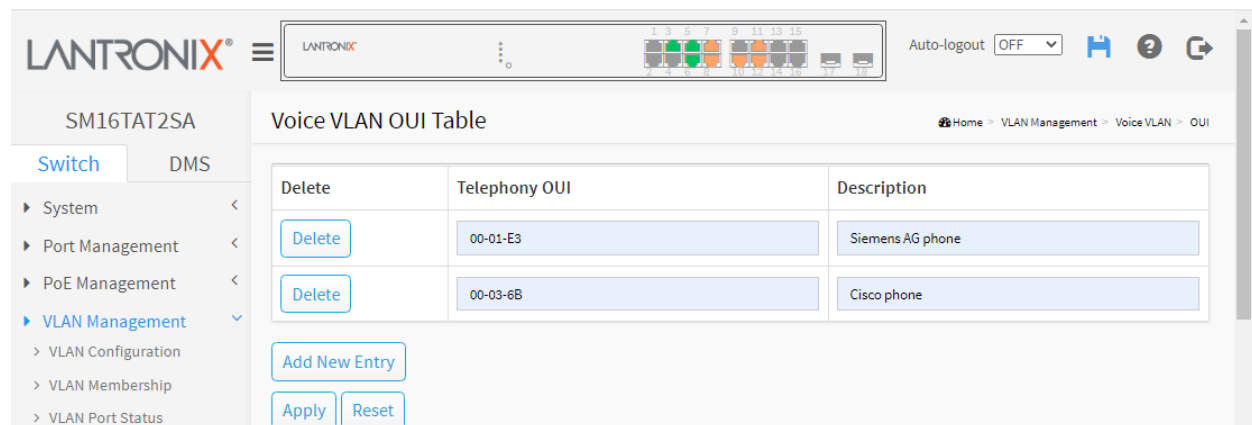 LANTRONIX®
LANTRONIX
1 3 5 7 9 11 13 15
2 4 6 8 10 12 14 16 17 18
Auto-logout OFF
SM16TAT2SA
Switch DMS
System
Port Management
PoE Management
VLAN Management
> VLAN Configuration
> VLAN Membership
> VLAN Port Status
Voice VLAN OUI Table
Home > VLAN Management > Voice VLAN > OUI
Delete Telephony OUI Description
Delete 00-01-E3 Siemens AG phone
Delete 00-03-6B Cisco phone
Add New Entry
Apply Reset